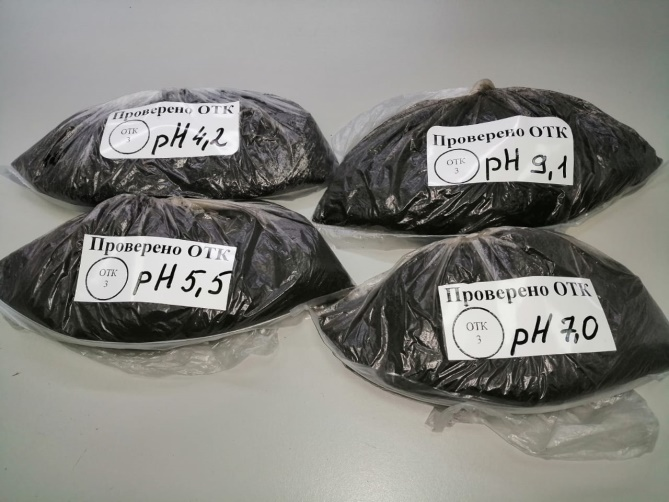 Проверено ОТК
ОТК
3
pH 4,2
Проверено ОТК
ОТК
3
pH 9,1
Проверено ОТК
ОТК
3
pH 5,5
Проверено ОТК
ОТК
3
pH 7,0